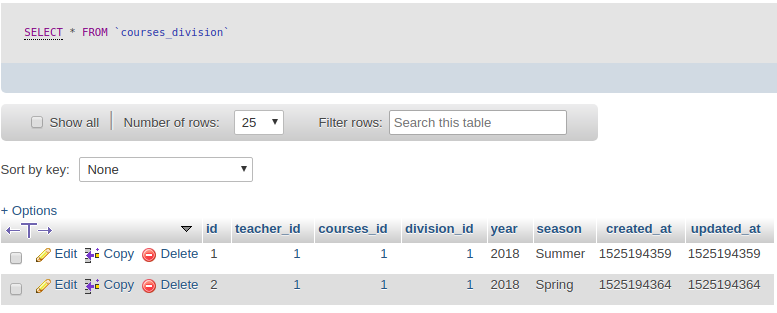 SELECT * FROM `courses_division`
Show all Number of rows: 25 Filter rows: Search this table
Sort by key: None
+ Options
id teacher_id courses_id division_id year season created_at updated_at
Edit Copy Delete 1 1 1 1 2018 Summer 1525194359 1525194359
Edit Copy Delete 2 1 1 1 2018 Spring 1525194364 1525194364